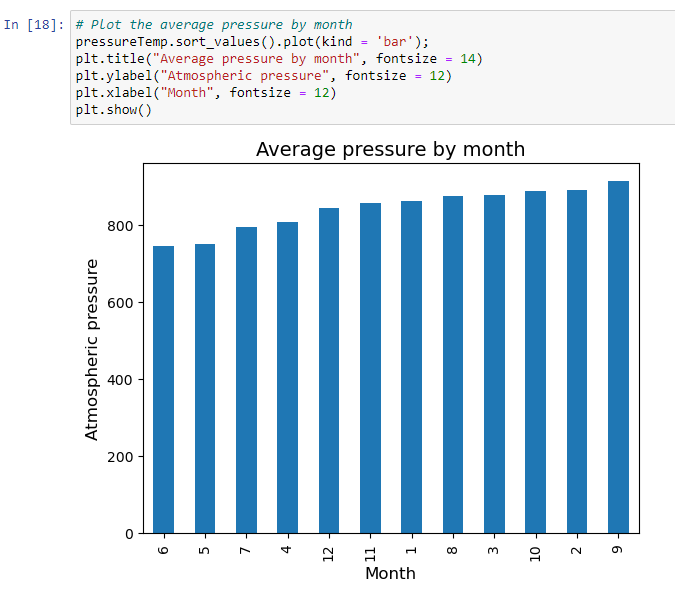 In [18]:
# Plot the average pressure by month
pressureTemp.sort_values().plot(kind = 'bar');
plt.title("Average pressure by month", fontsize = 14)
plt.ylabel("Atmospheric pressure", fontsize = 12)
plt.xlabel("Month", fontsize = 12)
plt.show()
Average pressure by month
Atmospheric pressure
800
600
400
200
0
6 5 7 4 12 11 1 8 3 10 2 9
Month